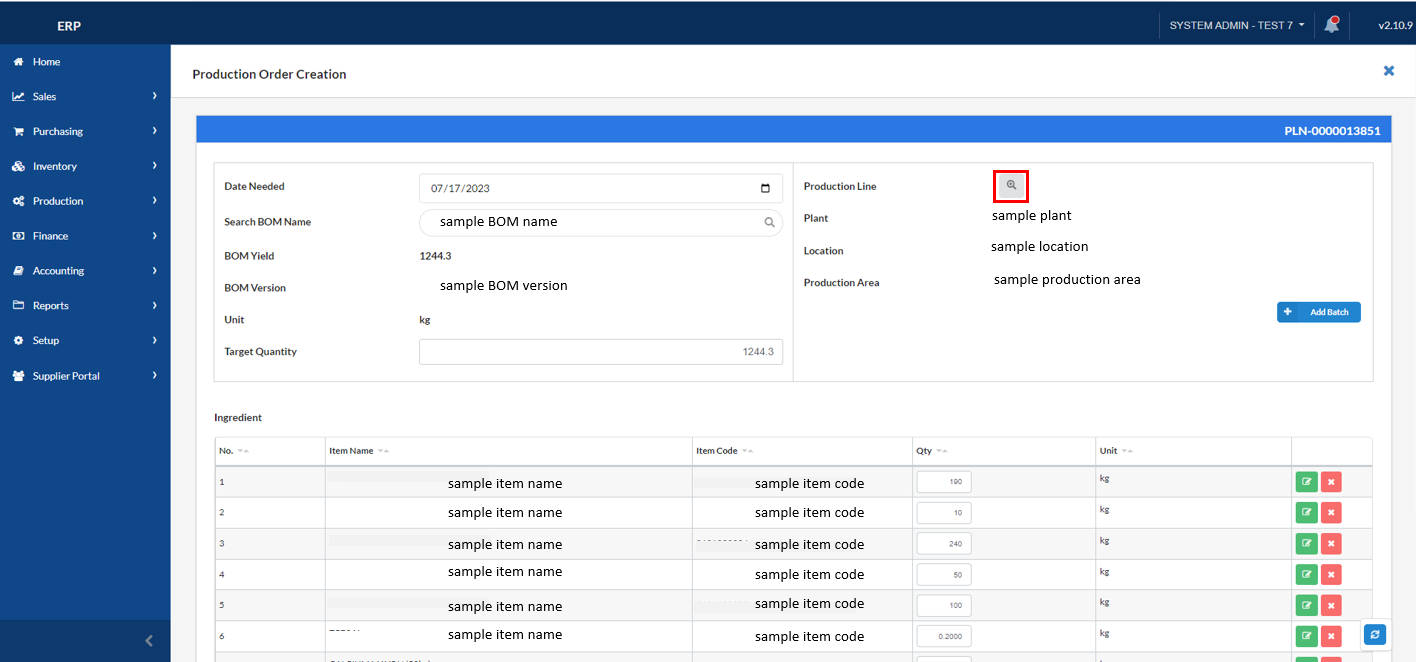 ERP
SYSTEM ADMIN - TEST 7
v2.10.9
Home
Sales
Purchasing
Inventory
Production
Finance
Accounting
Reports
Setup
Supplier Portal
Production Order Creation
PLN-0000013851
Date Needed 07/17/2023
Search BOM Name sample BOM name
BOM Yield 1244.3
BOM Version sample BOM version
Unit kg
Target Quantity 1244.3
Production Line
Plant sample plant
Location sample location
Production Area sample production area
Add Batch
Ingredient
No. Item Name Item Code Qty Unit
1 sample item name sample item code 190 kg
2 sample item name sample item code 10 kg
3 sample item name sample item code 240 kg
4 sample item name sample item code 50 kg
5 sample item name sample item code 100 kg
6 sample item name sample item code 0.2000 kg